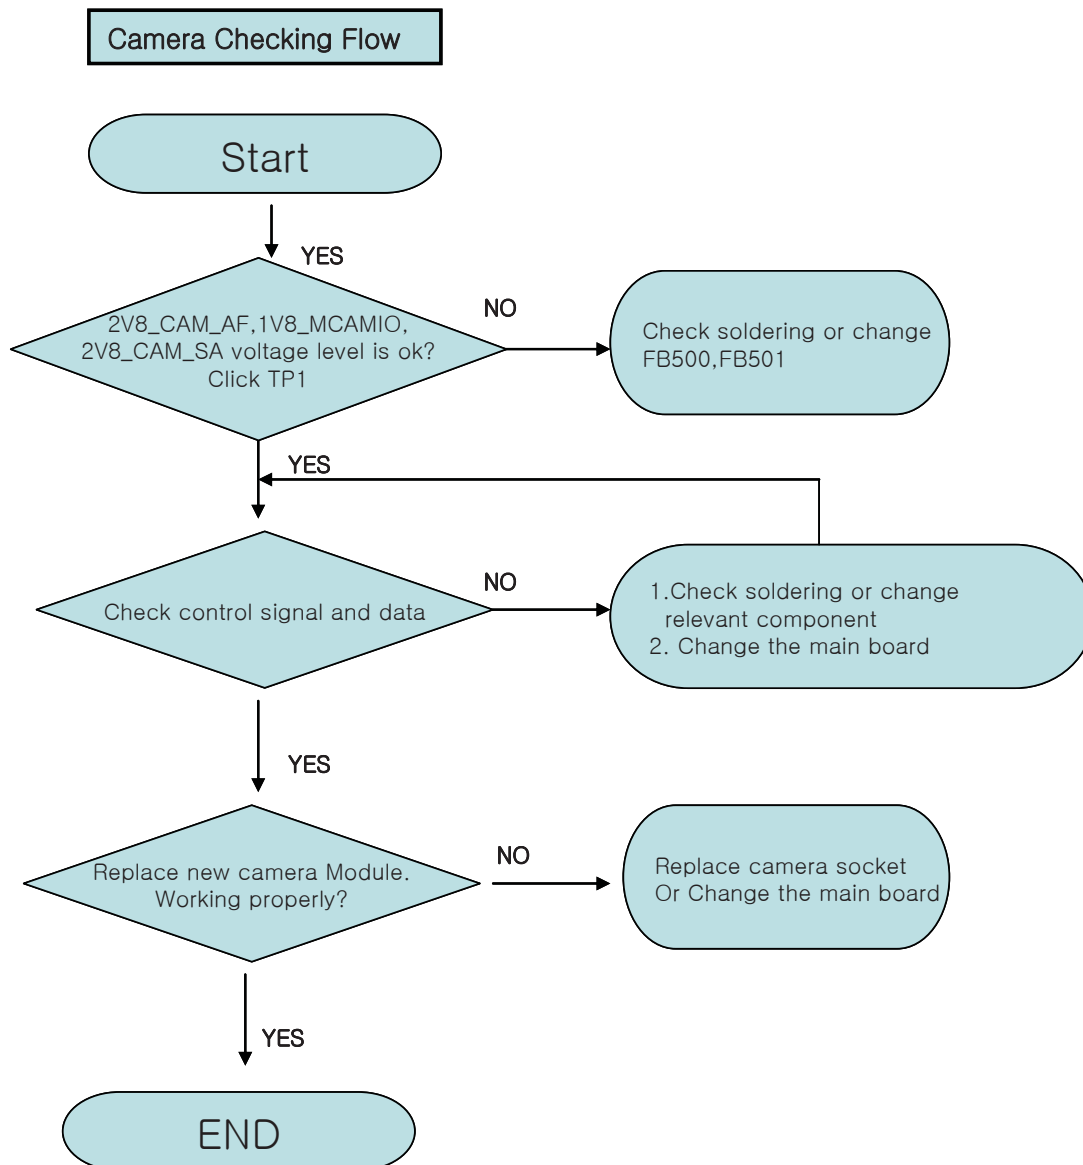 Camera Checking Flow
Start
YES
2V8_CAM_AF,1V8_MCAMIO,
2V8_CAM_SA voltage level is ok?
Click TP1
NO
Check soldering or change
FB500,FB501
YES
Check control signal and data
NO
1.Check soldering or change
relevant component
2. Change the main board
YES
Replace new camera Module.
Working properly?
NO
Replace camera socket
Or Change the main board
YES
END